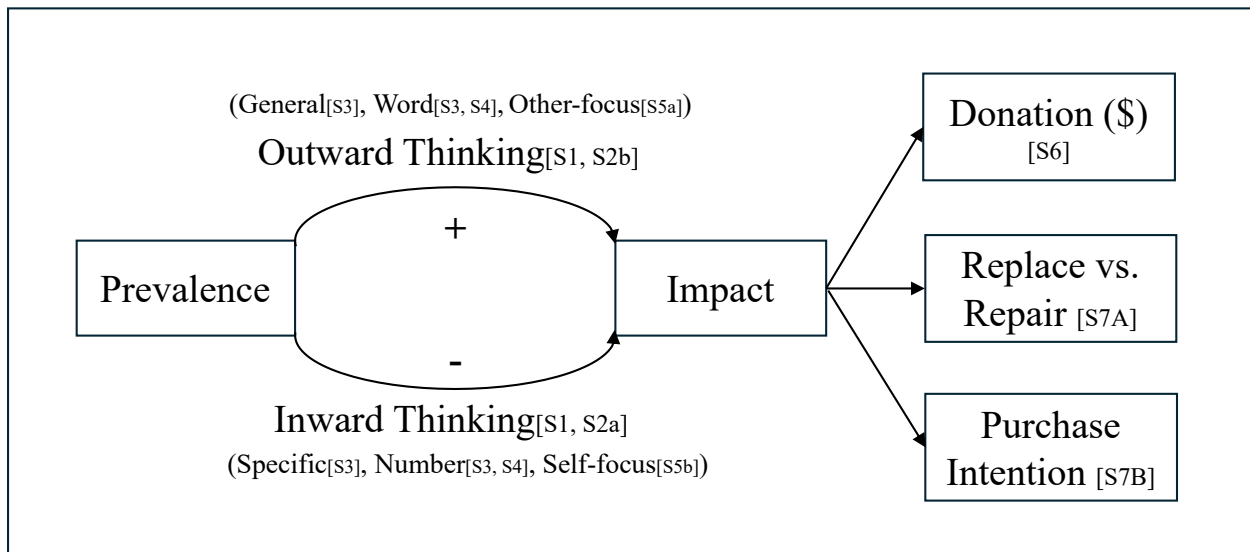 (General[S3], Word[S3, S4], Other-focus[S5a])
Outward Thinking[S1, S2b]
+
Prevalence
Impact
-
Inward Thinking[S1, S2a]
(Specific[S3], Number[S3, S4], Self-focus[S5b])
Donation ($)
[S6]
Replace vs.
Repair [S7A]
Purchase
Intention [S7B]